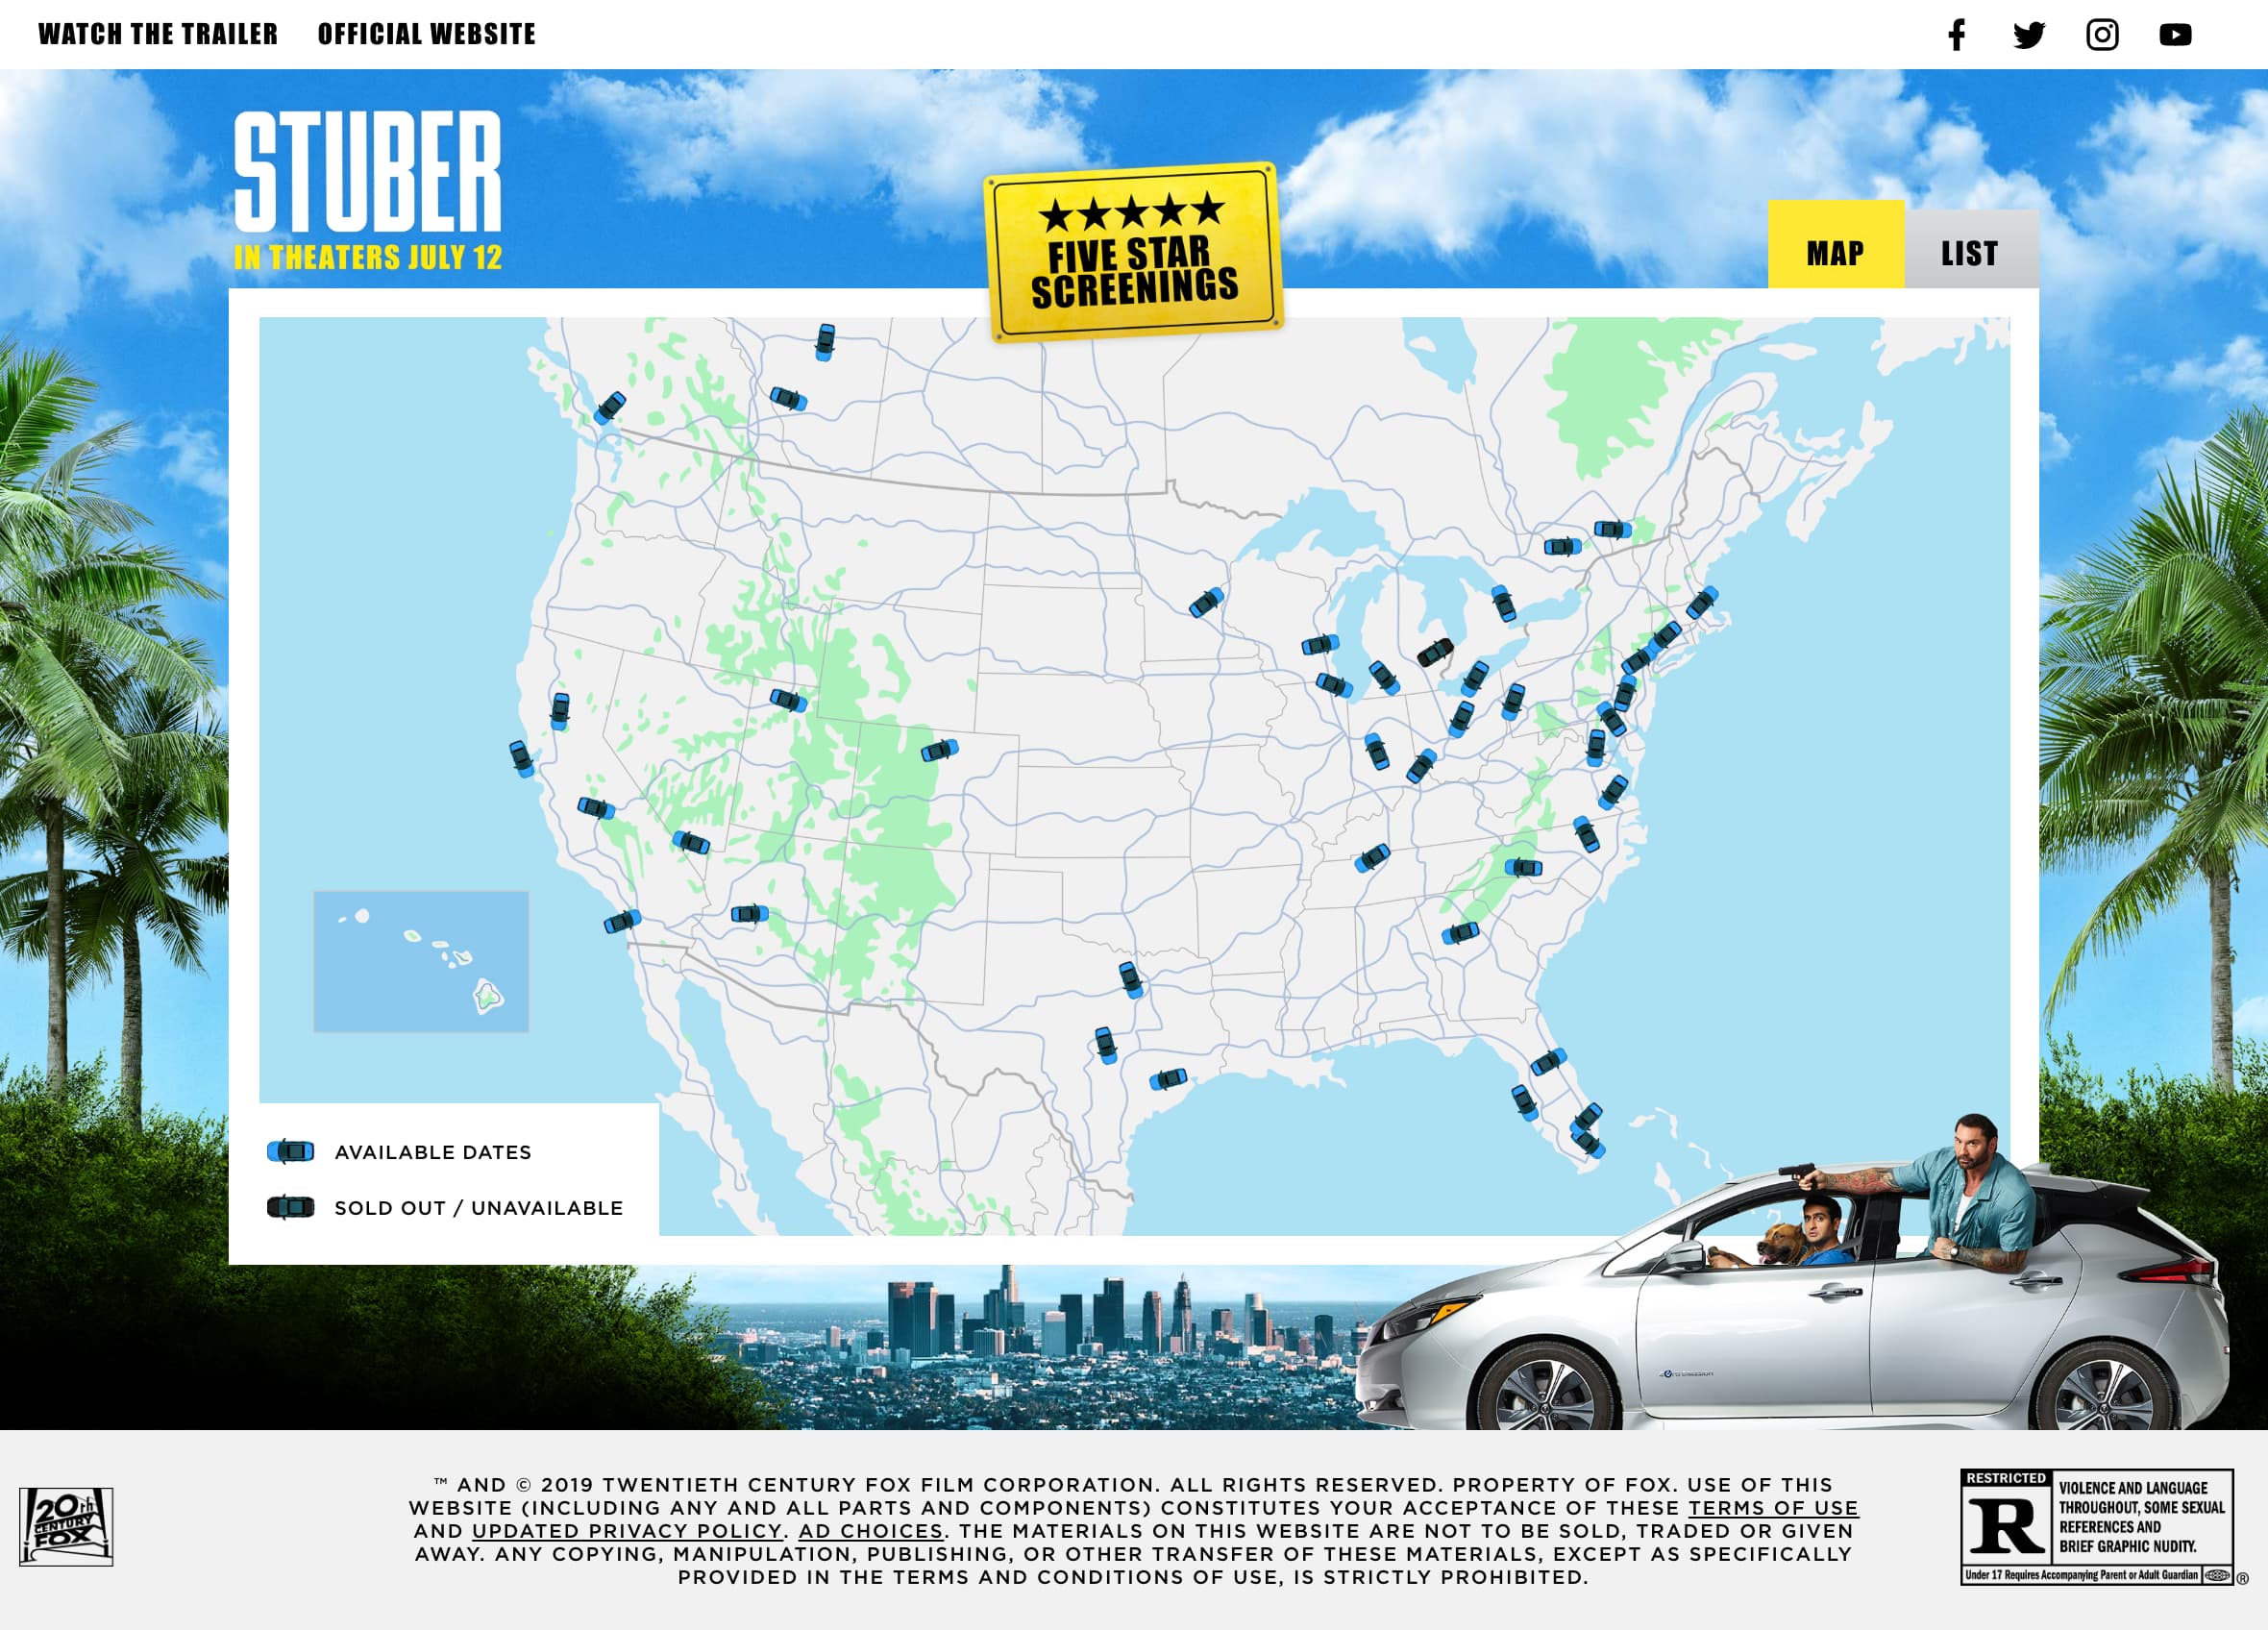 WATCH THE TRAILER OFFICIAL WEBSITE
STUBER
IN THEATERS JULY 12
★★★★★
FIVE STAR
SCREENINGS
MAP LIST
AVAILABLE DATES
SOLD OUT / UNAVAILABLE
20th
CENTURY
FOX
™ AND © 2019 TWENTIETH CENTURY FOX FILM CORPORATION. ALL RIGHTS RESERVED. PROPERTY OF FOX. USE OF THIS
WEBSITE (INCLUDING ANY AND ALL PARTS AND COMPONENTS) CONSTITUTES YOUR ACCEPTANCE OF THESE TERMS OF USE
AND UPDATED PRIVACY POLICY. AD CHOICES. THE MATERIALS ON THIS WEBSITE ARE NOT TO BE SOLD, TRADED OR GIVEN
AWAY. ANY COPYING, MANIPULATION, PUBLISHING, OR OTHER TRANSFER OF THESE MATERIALS, EXCEPT AS SPECIFICALLY
PROVIDED IN THE TERMS AND CONDITIONS OF USE, IS STRICTLY PROHIBITED.
RESTRICTED
R
VIOLENCE AND LANGUAGE
THROUGHOUT, SOME SEXUAL
REFERENCES AND
BRIEF GRAPHIC NUDITY.
Under 17 Requires Accompanying Parent or Adult Guardian
®